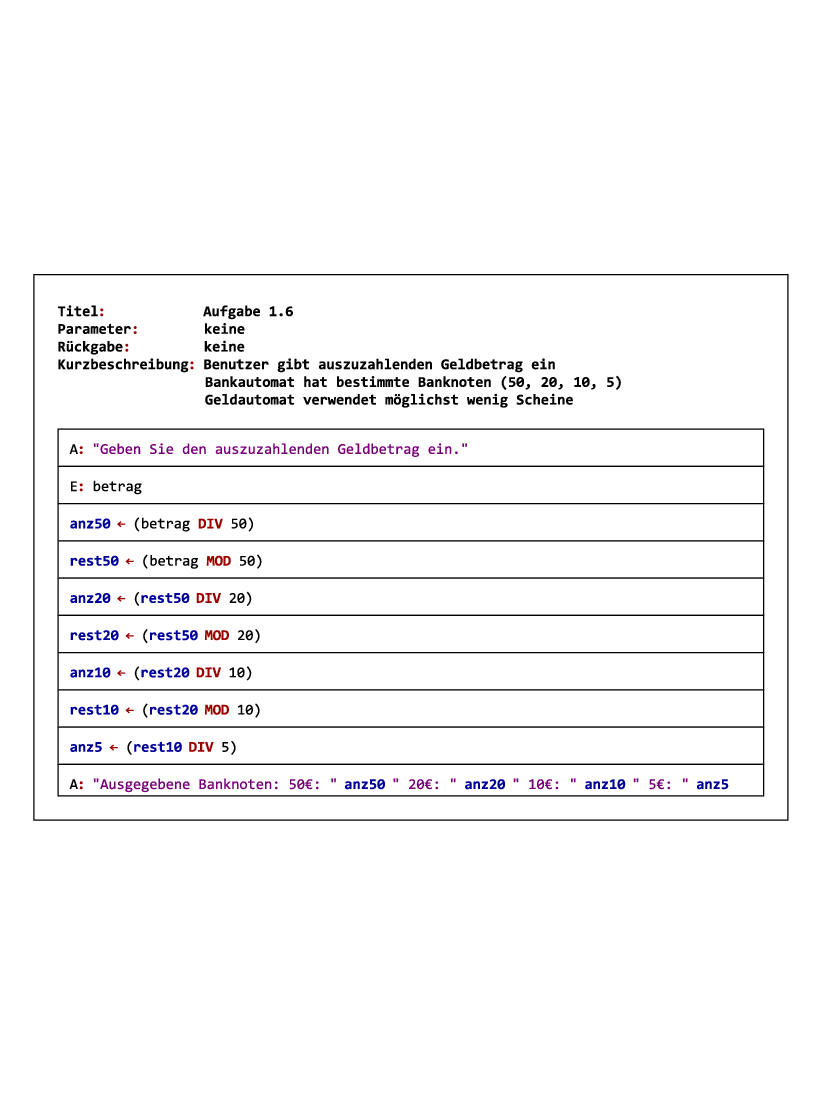 Titel: Aufgabe 1.6
Parameter: keine
Rückgabe: keine
Kurzbeschreibung: Benutzer gibt auszuzahlenden Geldbetrag ein
Bankautomat hat bestimmte Banknoten (50, 20, 10, 5)
Geldautomat verwendet möglichst wenig Scheine
A: "Geben Sie den auszuzahlenden Geldbetrag ein."
E: betrag
anz50 ← (betrag DIV 50)
rest50 ← (betrag MOD 50)
anz20 ← (rest50 DIV 20)
rest20 ← (rest50 MOD 20)
anz10 ← (rest20 DIV 10)
rest10 ← (rest20 MOD 10)
anz5 ← (rest10 DIV 5)
A: "Ausgegebene Banknoten: 50€: " anz50 " 20€: " anz20 " 10€: " anz10 " 5€: " anz5